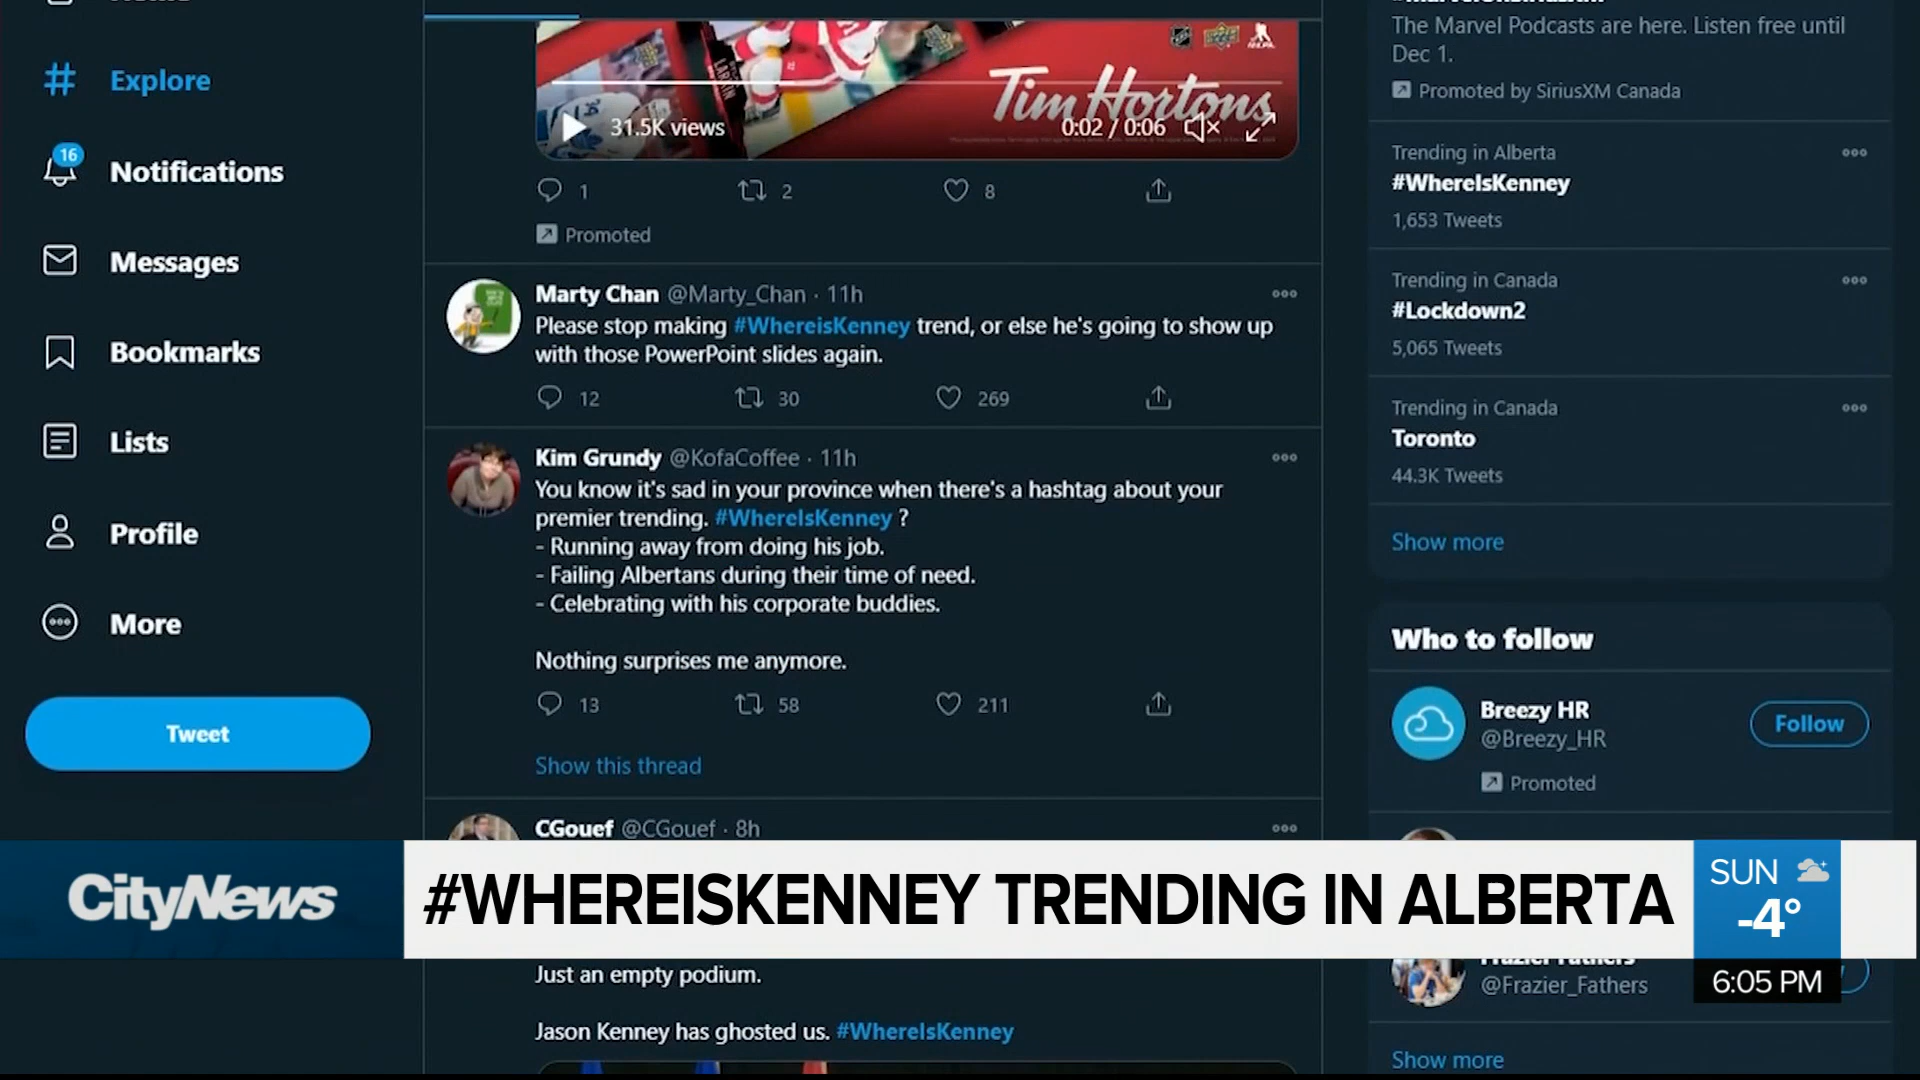 Explore
16
Notifications
Messages
Bookmarks
Lists
Profile
More
Tweet
Tim Hortons
31.5K views
0:02 / 0:06
1
2
8
Promoted
Marty Chan @Marty_Chan · 11h
Please stop making #WhereisKenney trend, or else he's going to show up
with those PowerPoint slides again.
12
30
269
Kim Grundy @KofaCoffee · 11h
You know it's sad in your province when there's a hashtag about your
premier trending. #WhereIsKenney ?
- Running away from doing his job.
- Failing Albertans during their time of need.
- Celebrating with his corporate buddies.
Nothing surprises me anymore.
13
58
211
Show this thread
CGouef @CGouef · 8h
Just an empty podium.
Jason Kenney has ghosted us. #WhereIsKenney
The Marvel Podcasts are here. Listen free until
Dec 1.
Promoted by SiriusXM Canada
Trending in Alberta
#WhereIsKenney
1,653 Tweets
Trending in Canada
#Lockdown2
5,065 Tweets
Trending in Canada
Toronto
44.3K Tweets
Show more
Who to follow
Breezy HR
@Breezy_HR
Follow
Promoted
Frazier Fathers
@Frazier_Fathers
Show more
CityNews
#WHEREISKENNEY TRENDING IN ALBERTA
SUN
-4°
6:05 PM